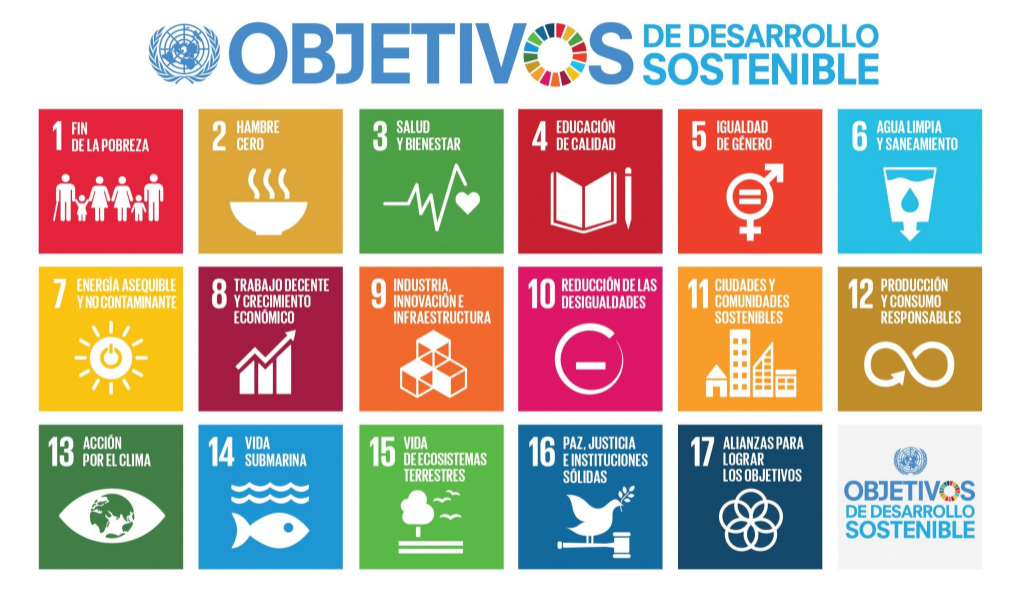 OBJETIVOS DE DESARROLLO
SOSTENIBLE
1 FIN
DE LA POBREZA
2 HAMBRE
CERO
3 SALUD
Y BIENESTAR
4 EDUCACIÓN
DE CALIDAD
5 IGUALDAD
DE GÉNERO
6 AGUA LIMPIA
Y SANEAMIENTO
7 ENERGÍA ASEQUIBLE
Y NO CONTAMINANTE
8 TRABAJO DECENTE
Y CRECIMIENTO
ECONÓMICO
9 INDUSTRIA,
INNOVACIÓN E
INFRAESTRUCTURA
10 REDUCCIÓN DE LAS
DESIGUALDADES
11 CIUDADES Y
COMUNIDADES
SOSTENIBLES
12 PRODUCCIÓN
Y CONSUMO
RESPONSABLES
13 ACCIÓN
POR EL CLIMA
14 VIDA
SUBMARINA
15 VIDA
DE ECOSISTEMAS
TERRESTRES
16 PAZ, JUSTICIA
E INSTITUCIONES
SÓLIDAS
17 ALIANZAS PARA
LOGRAR
LOS OBJETIVOS
OBJETIVOS
DE DESARROLLO
SOSTENIBLE